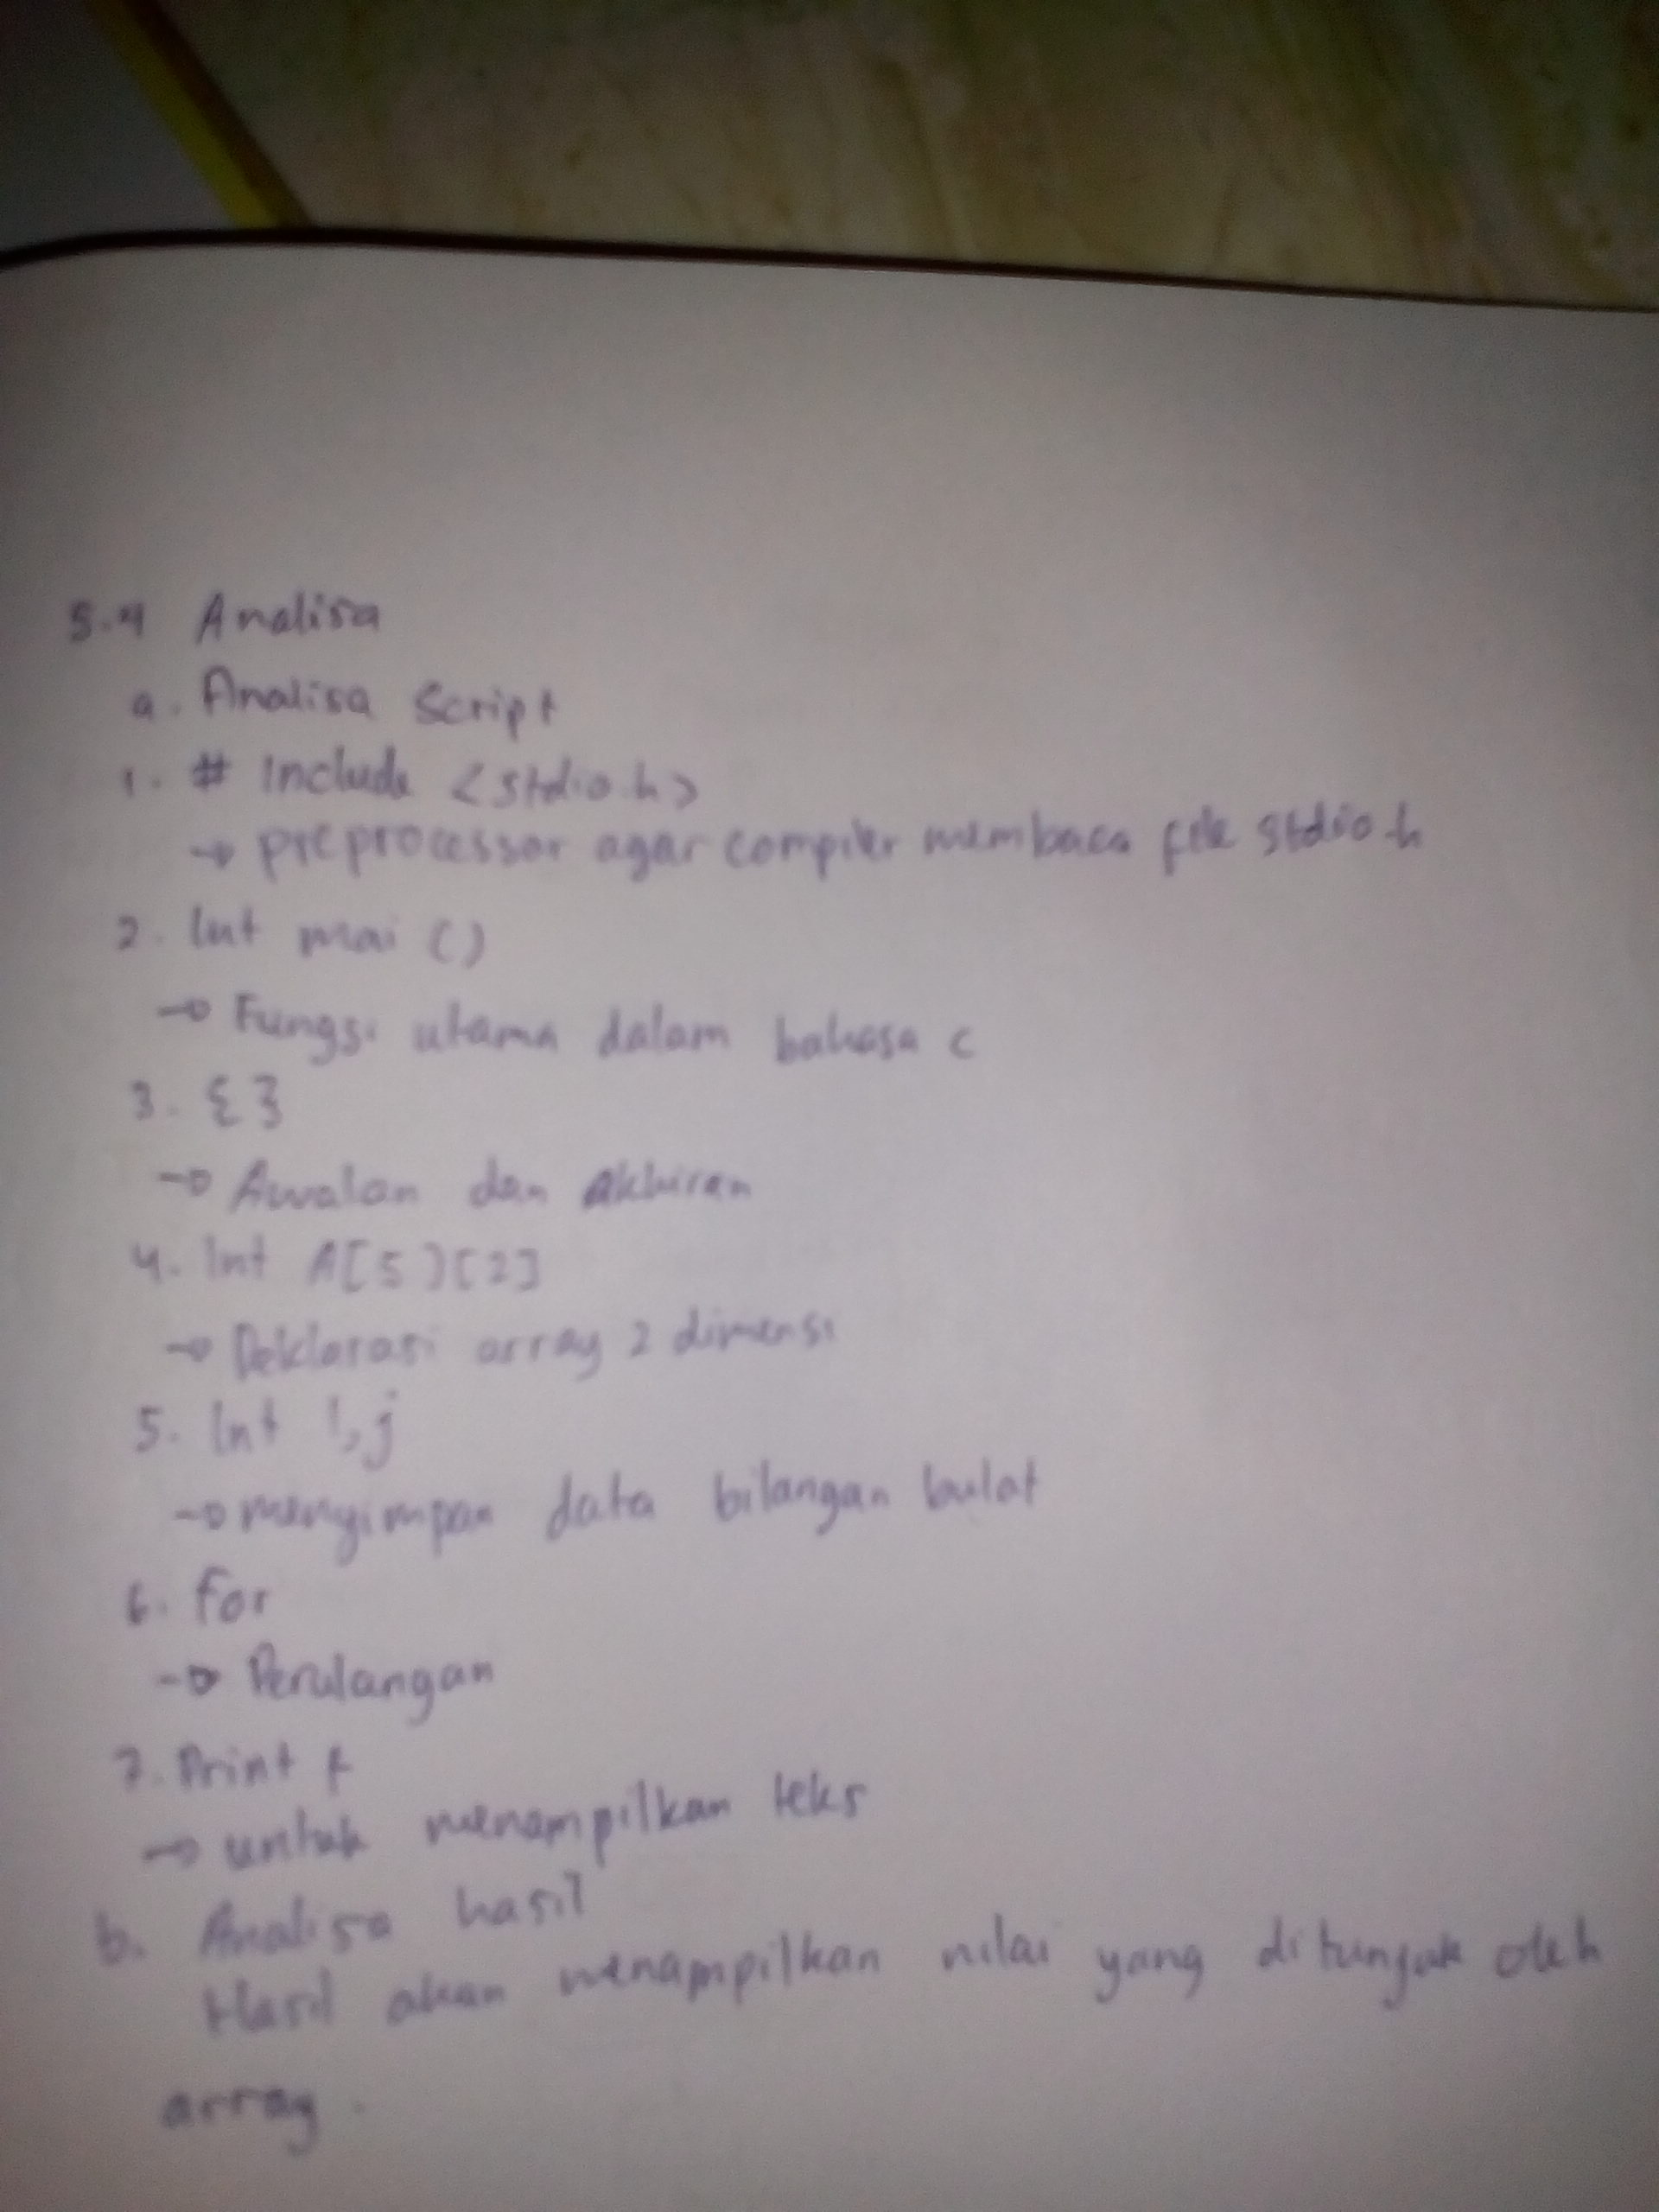 5.4 Analisa
a. Analisa Script
1. # Include <stdio.h>
→ preprocessor agar compiler membaca file stdio.h
2. Int mai ()
→ Fungsi utama dalam bahasa c
3. { }
→ Awalan dan akhiran
4. Int A[5][2]
→ Deklarasi array 2 dimensi
5. Int i,j
→ menyimpan data bilangan bulat
6. For
→ Perulangan
7. Print f
→ untuk menampilkan teks
b. Analisa hasil
Hasil akan menampilkan nilai yang ditunjuk oleh
array.